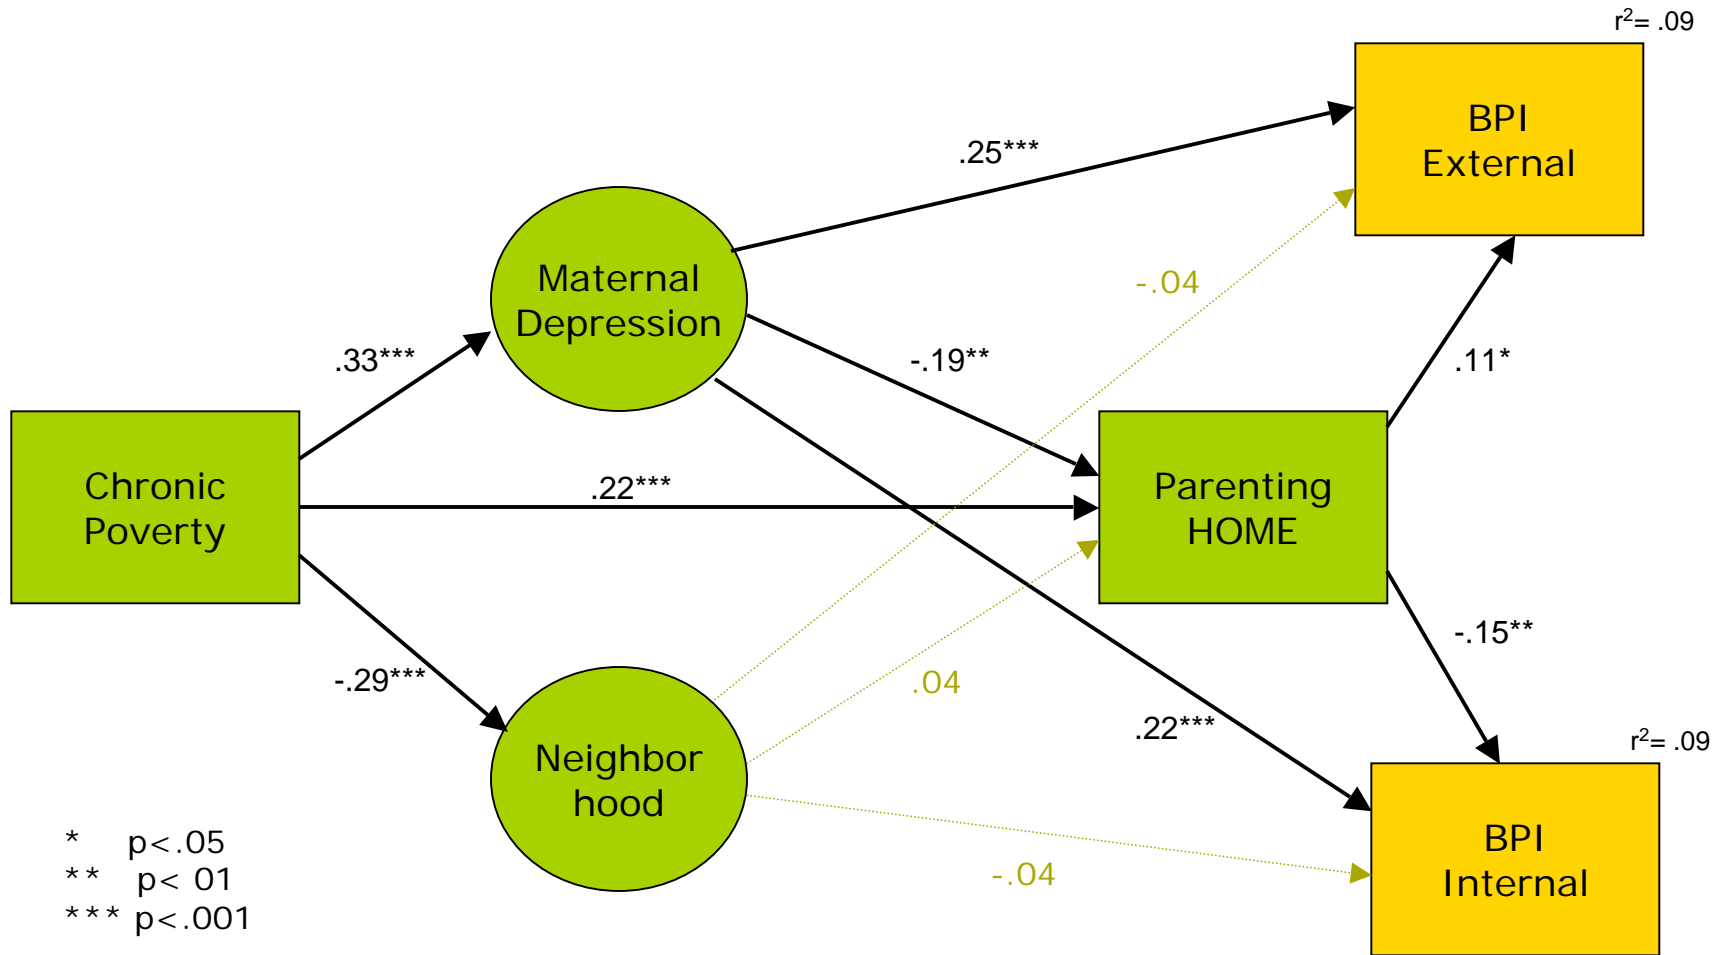 r²= .09
BPI
External
.25***
Maternal
Depression
-.04
.33***
-.19**
.11*
Chronic
Poverty
.22***
Parenting
HOME
-.15**
-.29***
.04
.22***
r²= .09
Neighbor
hood
BPI
Internal
-.04
* p<.05
** p< 01
*** p<.001